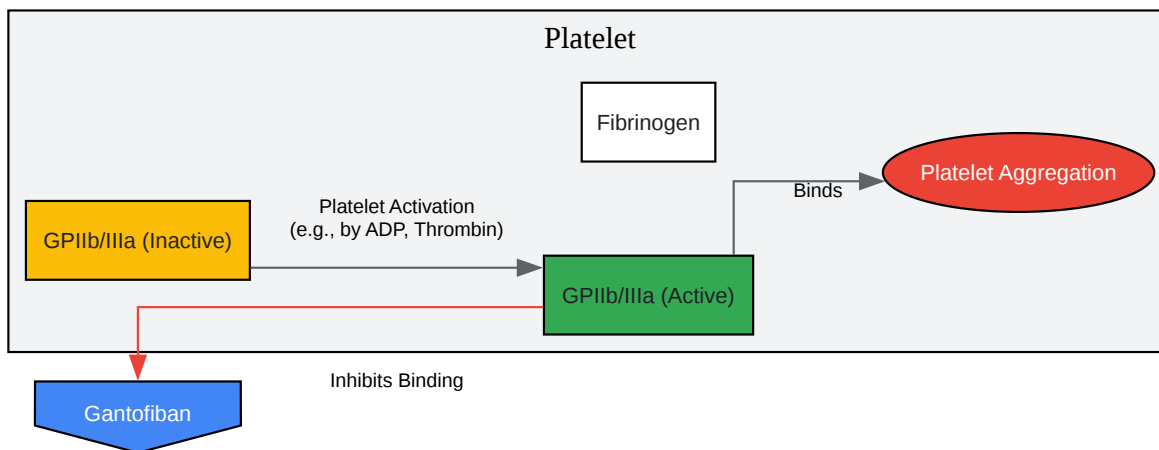 Platelet
Fibrinogen
Platelet Aggregation
Binds
Platelet Activation
(e.g., by ADP, Thrombin)
GPIIb/IIIa (Inactive)
GPIIb/IIIa (Active)
Inhibits Binding
Gantofiban